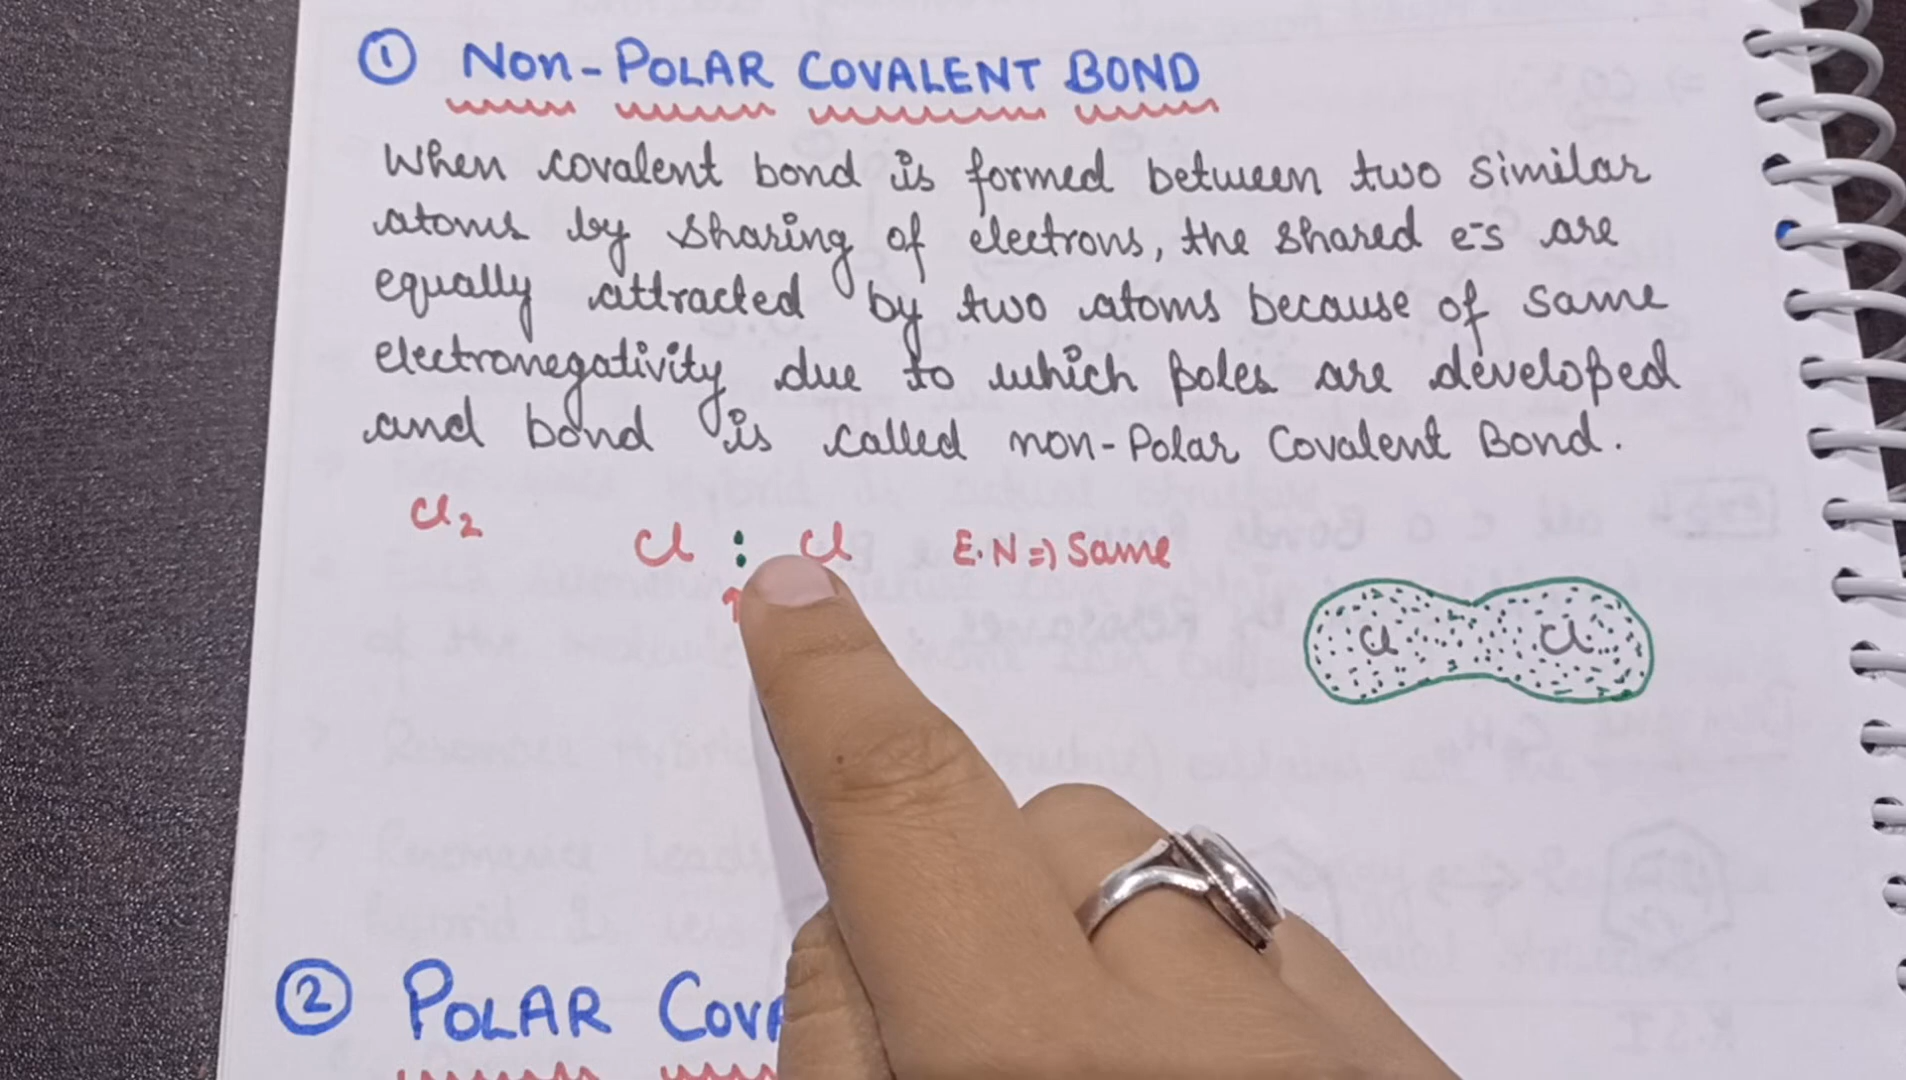 ① NON-POLAR COVALENT BOND
When covalent bond is formed between two similar
atoms by sharing of electrons, the shared e-s are
equally attracted by two atoms because of same
electronegativity due to which poles are developed
and bond is called non-Polar Covalent Bond.
Cl2
Cl : Cl E.N => Same
Cl Cl
② POLAR COVA